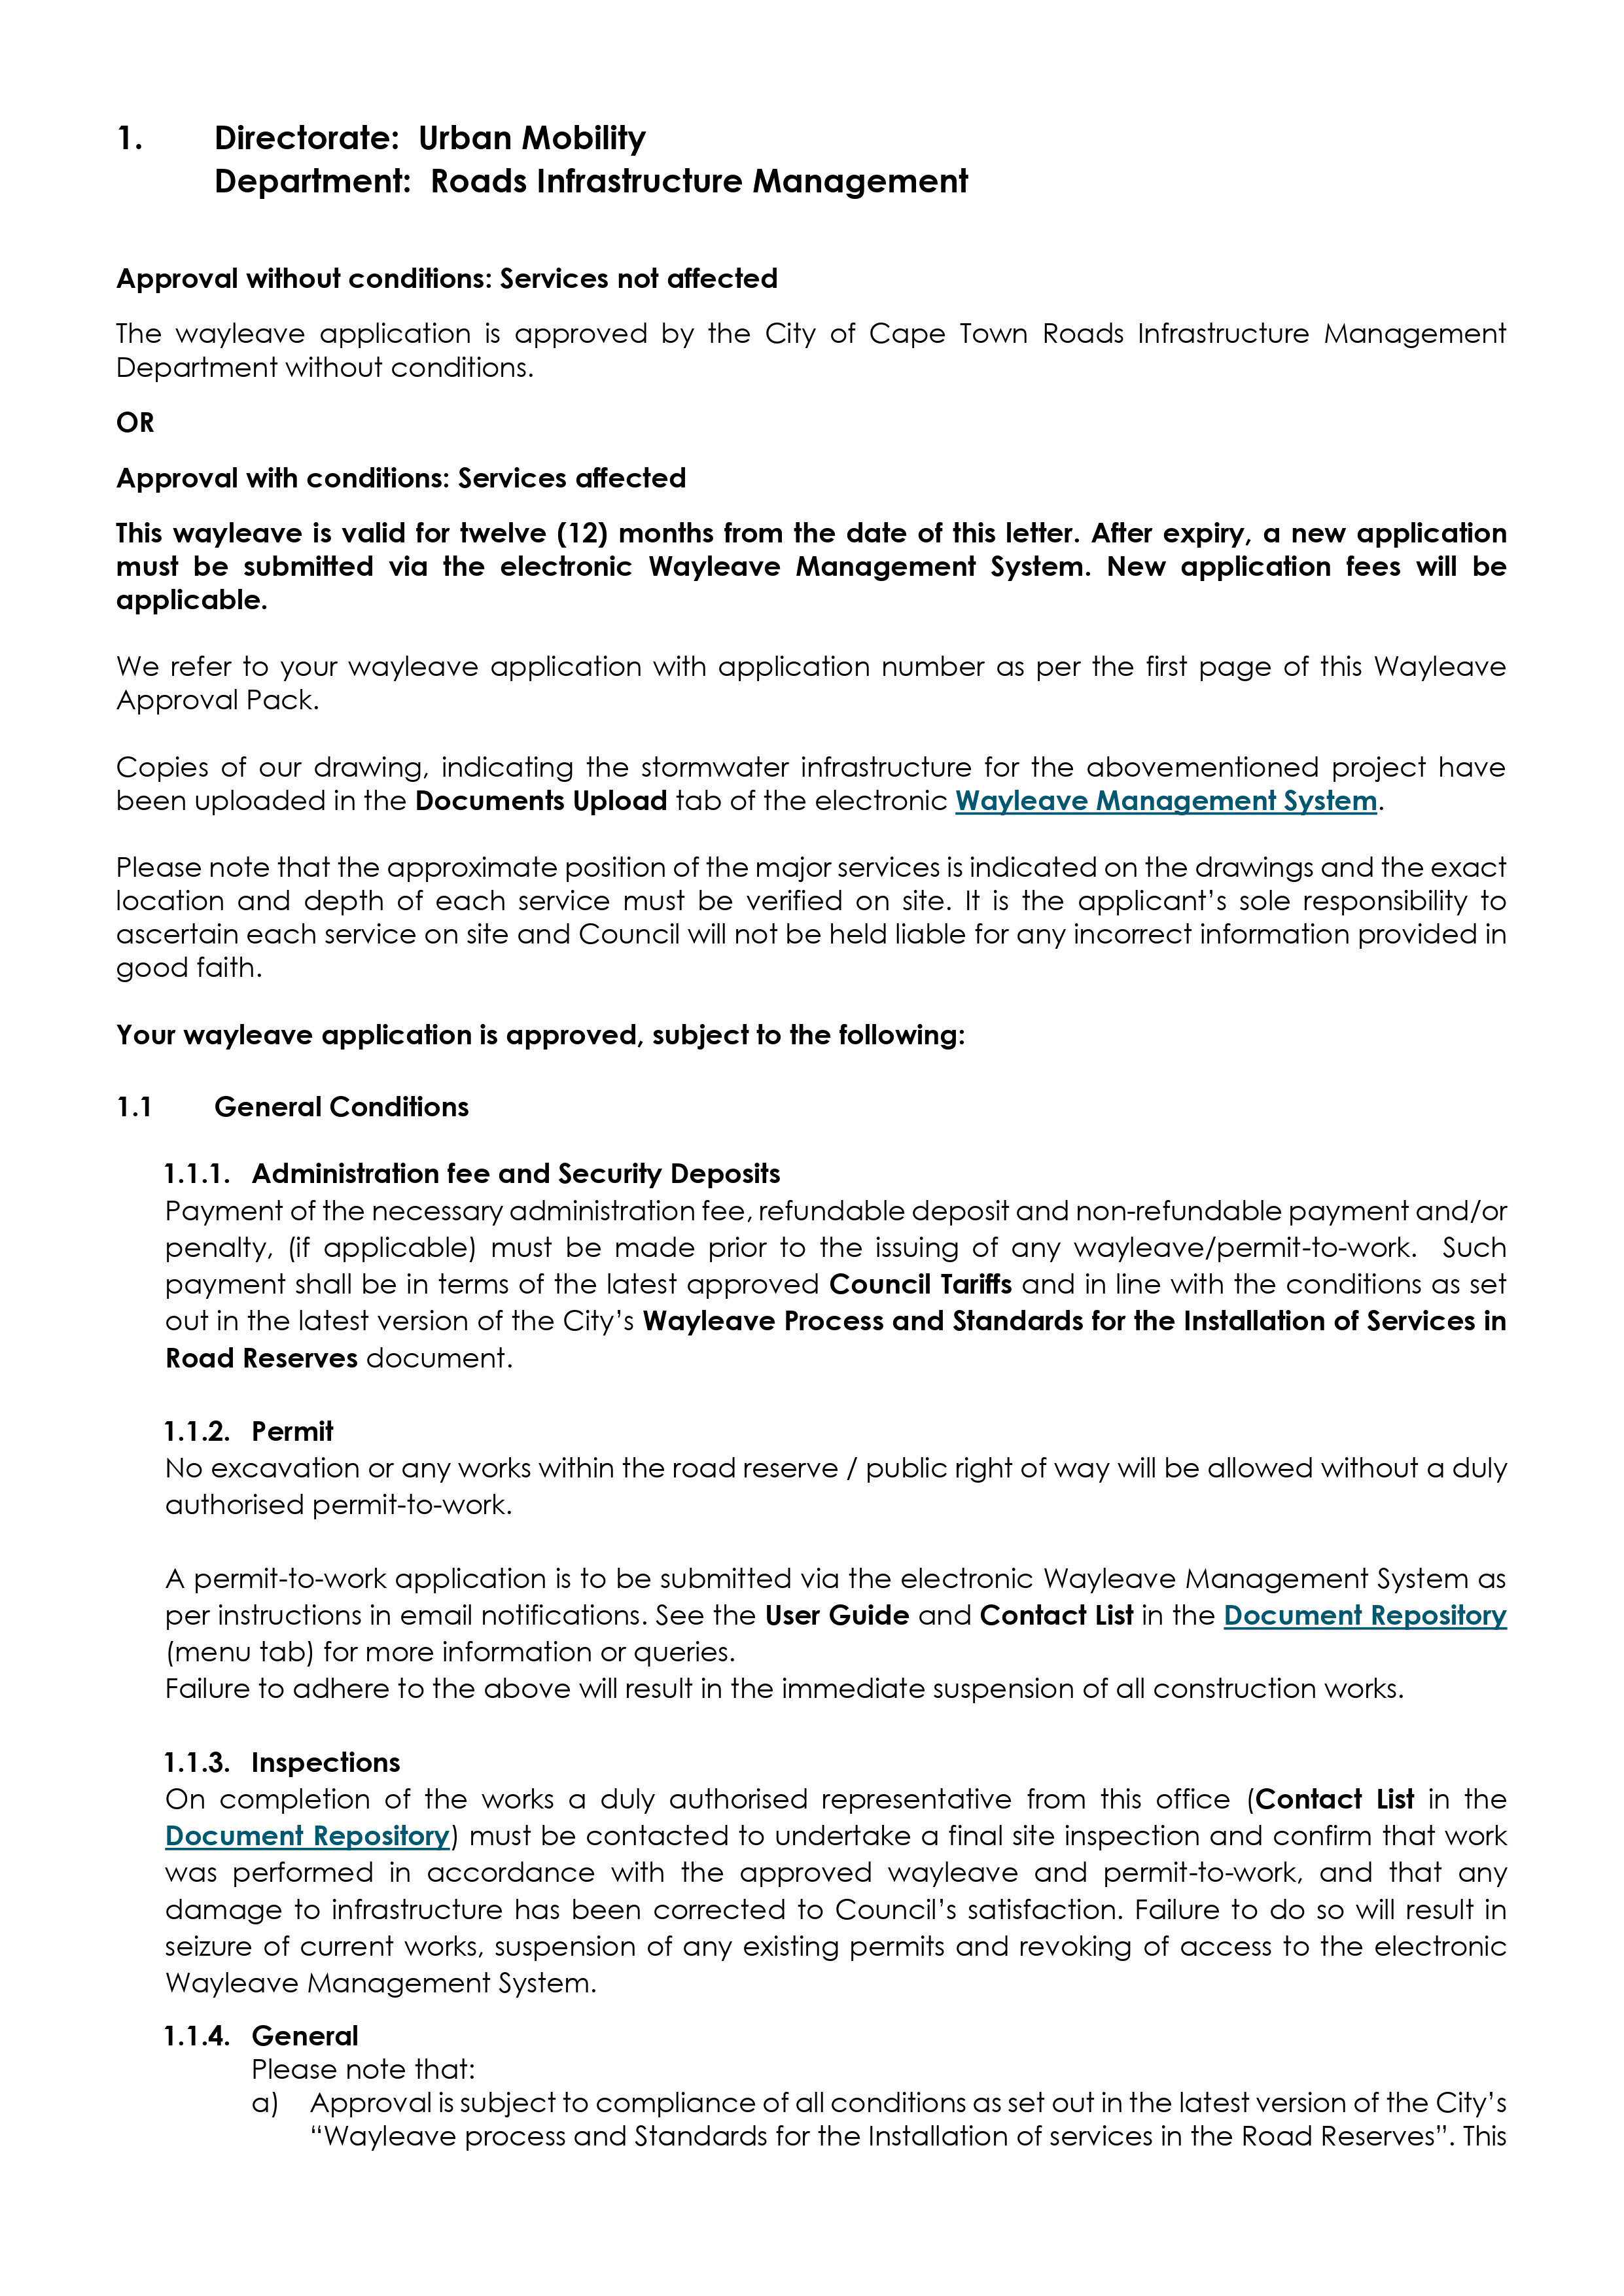 1. Directorate: Urban Mobility
Department: Roads Infrastructure Management
Approval without conditions: Services not affected
The wayleave application is approved by the City of Cape Town Roads Infrastructure Management
Department without conditions.
OR
Approval with conditions: Services affected
This wayleave is valid for twelve (12) months from the date of this letter. After expiry, a new application
must be submitted via the electronic Wayleave Management System. New application fees will be
applicable.
We refer to your wayleave application with application number as per the first page of this Wayleave
Approval Pack.
Copies of our drawing, indicating the stormwater infrastructure for the abovementioned project have
been uploaded in the Documents Upload tab of the electronic Wayleave Management System.
Please note that the approximate position of the major services is indicated on the drawings and the exact
location and depth of each service must be verified on site. It is the applicant’s sole responsibility to
ascertain each service on site and Council will not be held liable for any incorrect information provided in
good faith.
Your wayleave application is approved, subject to the following:
1.1 General Conditions
1.1.1. Administration fee and Security Deposits
Payment of the necessary administration fee, refundable deposit and non-refundable payment and/or
penalty, (if applicable) must be made prior to the issuing of any wayleave/permit-to-work. Such
payment shall be in terms of the latest approved Council Tariffs and in line with the conditions as set
out in the latest version of the City’s Wayleave Process and Standards for the Installation of Services in
Road Reserves document.
1.1.2. Permit
No excavation or any works within the road reserve / public right of way will be allowed without a duly
authorised permit-to-work.
A permit-to-work application is to be submitted via the electronic Wayleave Management System as
per instructions in email notifications. See the User Guide and Contact List in the Document Repository
(menu tab) for more information or queries.
Failure to adhere to the above will result in the immediate suspension of all construction works.
1.1.3. Inspections
On completion of the works a duly authorised representative from this office (Contact List in the
Document Repository) must be contacted to undertake a final site inspection and confirm that work
was performed in accordance with the approved wayleave and permit-to-work, and that any
damage to infrastructure has been corrected to Council’s satisfaction. Failure to do so will result in
seizure of current works, suspension of any existing permits and revoking of access to the electronic
Wayleave Management System.
1.1.4. General
Please note that:
a) Approval is subject to compliance of all conditions as set out in the latest version of the City’s
“Wayleave process and Standards for the Installation of services in the Road Reserves”. This